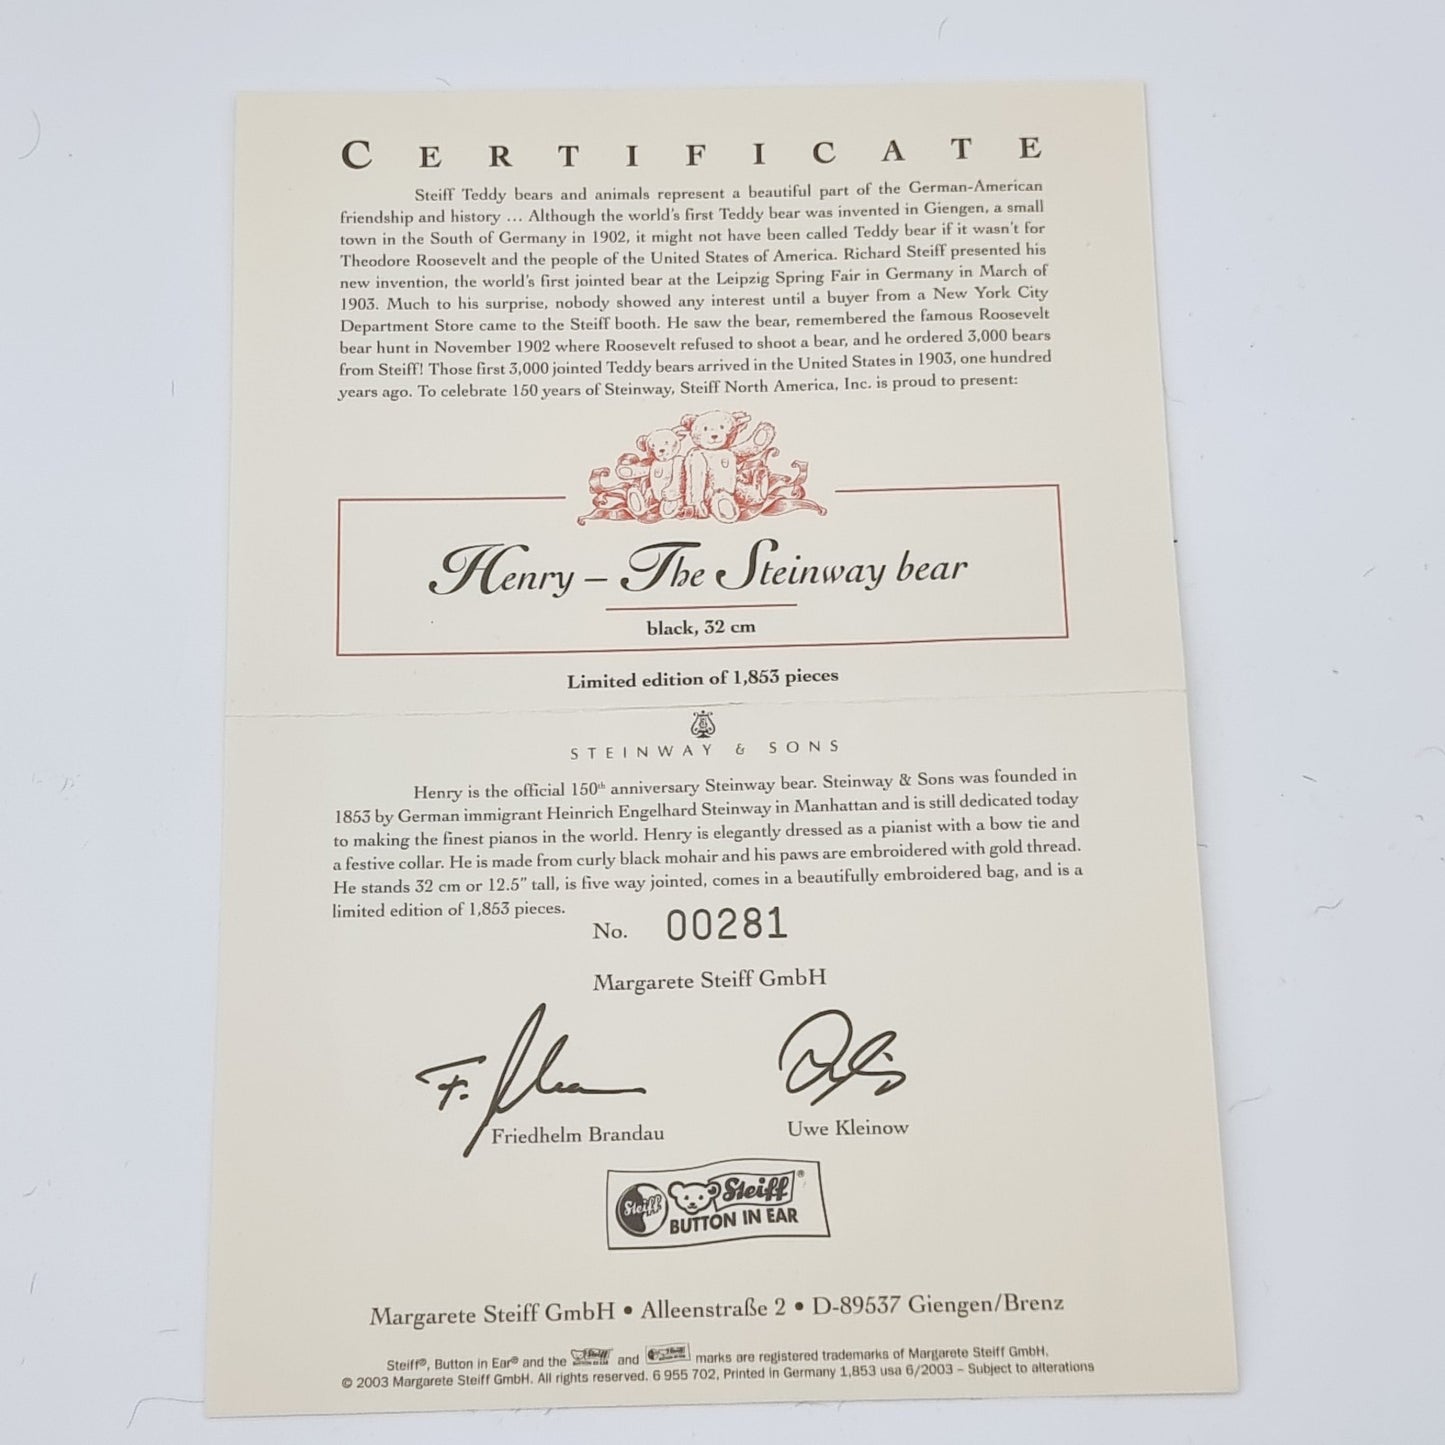 CERTIFICATE
Steiff Teddy bears and animals represent a beautiful part of the German-American
friendship and history ... Although the world's first Teddy bear was invented in Giengen, a small
town in the South of Germany in 1902, it might not have been called Teddy bear if it wasn't for
Theodore Roosevelt and the people of the United States of America. Richard Steiff presented his
new invention, the world's first jointed bear at the Leipzig Spring Fair in Germany in March of
1903. Much to his surprise, nobody showed any interest until a buyer from a New York City
Department Store came to the Steiff booth. He saw the bear, remembered the famous Roosevelt
bear hunt in November 1902 where Roosevelt refused to shoot a bear, and he ordered 3,000 bears
from Steiff! Those first 3,000 jointed Teddy bears arrived in the United States in 1903, one hundred
years ago. To celebrate 150 years of Steinway, Steiff North America, Inc. is proud to present:
Henry – The Steinway bear
black, 32 cm
Limited edition of 1,853 pieces
STEINWAY & SONS
Henry is the official 150th anniversary Steinway bear. Steinway & Sons was founded in
1853 by German immigrant Heinrich Engelhard Steinway in Manhattan and is still dedicated today
to making the finest pianos in the world. Henry is elegantly dressed as a pianist with a bow tie and
a festive collar. He is made from curly black mohair and his paws are embroidered with gold thread.
He stands 32 cm or 12.5" tall, is five way jointed, comes in a beautifully embroidered bag, and is a
limited edition of 1,853 pieces.
No. 00281
Margarete Steiff GmbH
Friedhelm Brandau
Uwe Kleinow
Steiff Steiff®
BUTTON IN EAR
Margarete Steiff GmbH • Alleenstraße 2 • D-89537 Giengen/Brenz
Steiff®, Button in Ear® and the and marks are registered trademarks of Margarete Steiff GmbH.
© 2003 Margarete Steiff GmbH. All rights reserved. 6 955 702, Printed in Germany 1,853 usa 6/2003 – Subject to alterations